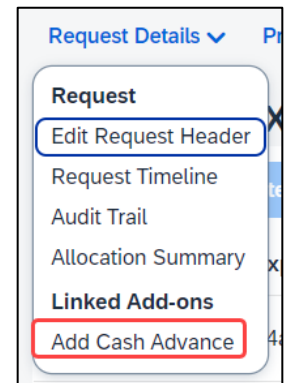 Request Details
Request
Edit Request Header
Request Timeline
Audit Trail
Allocation Summary
Linked Add-ons
Add Cash Advance